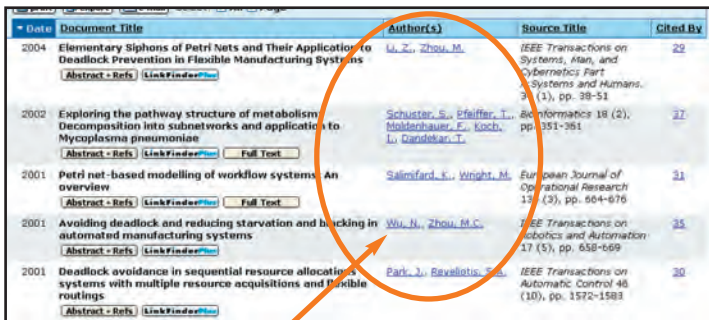 Date Document Title Author(s) Source Title Cited By
2004 Elementary Siphons of Petri Nets and Their Application to Li, Z., Zhou, M. IEEE Transactions on 29
Deadlock Prevention in Flexible Manufacturing Systems Systems, Man, and
Abstract + Refs LinkFinderPlus Cybernetics Part
Systems and Humans.
(1), pp. 38-51
2002 Exploring the pathway structure of metabolism: Schuster, S., Pfeiffer, T., Bioinformatics 18 (2), 37
Decomposition into subnetworks and application to Moldenhauer, F., Koch, pp. 351-361
Mycoplasma pneumoniae I., Dandekar, T.
Abstract + Refs LinkFinderPlus Full Text
2001 Petri net-based modelling of workflow systems: An Salimifard, K., Wright, M. European Journal of 31
overview Operational Research
Abstract + Refs LinkFinderPlus Full Text (3), pp. 664-676
2001 Avoiding deadlock and reducing starvation and blocking in Wu, N., Zhou, M.C. IEEE Transactions on 35
automated manufacturing systems Robotics and Automation
Abstract + Refs LinkFinderPlus 17 (5), pp. 658-669
2001 Deadlock avoidance in sequential resource allocation Park, J., Reveliotis, S.A. IEEE Transactions on 30
systems with multiple resource acquisitions and flexible Automatic Control 46
routings (10), pp. 1572-1583
Abstract + Refs LinkFinderPlus